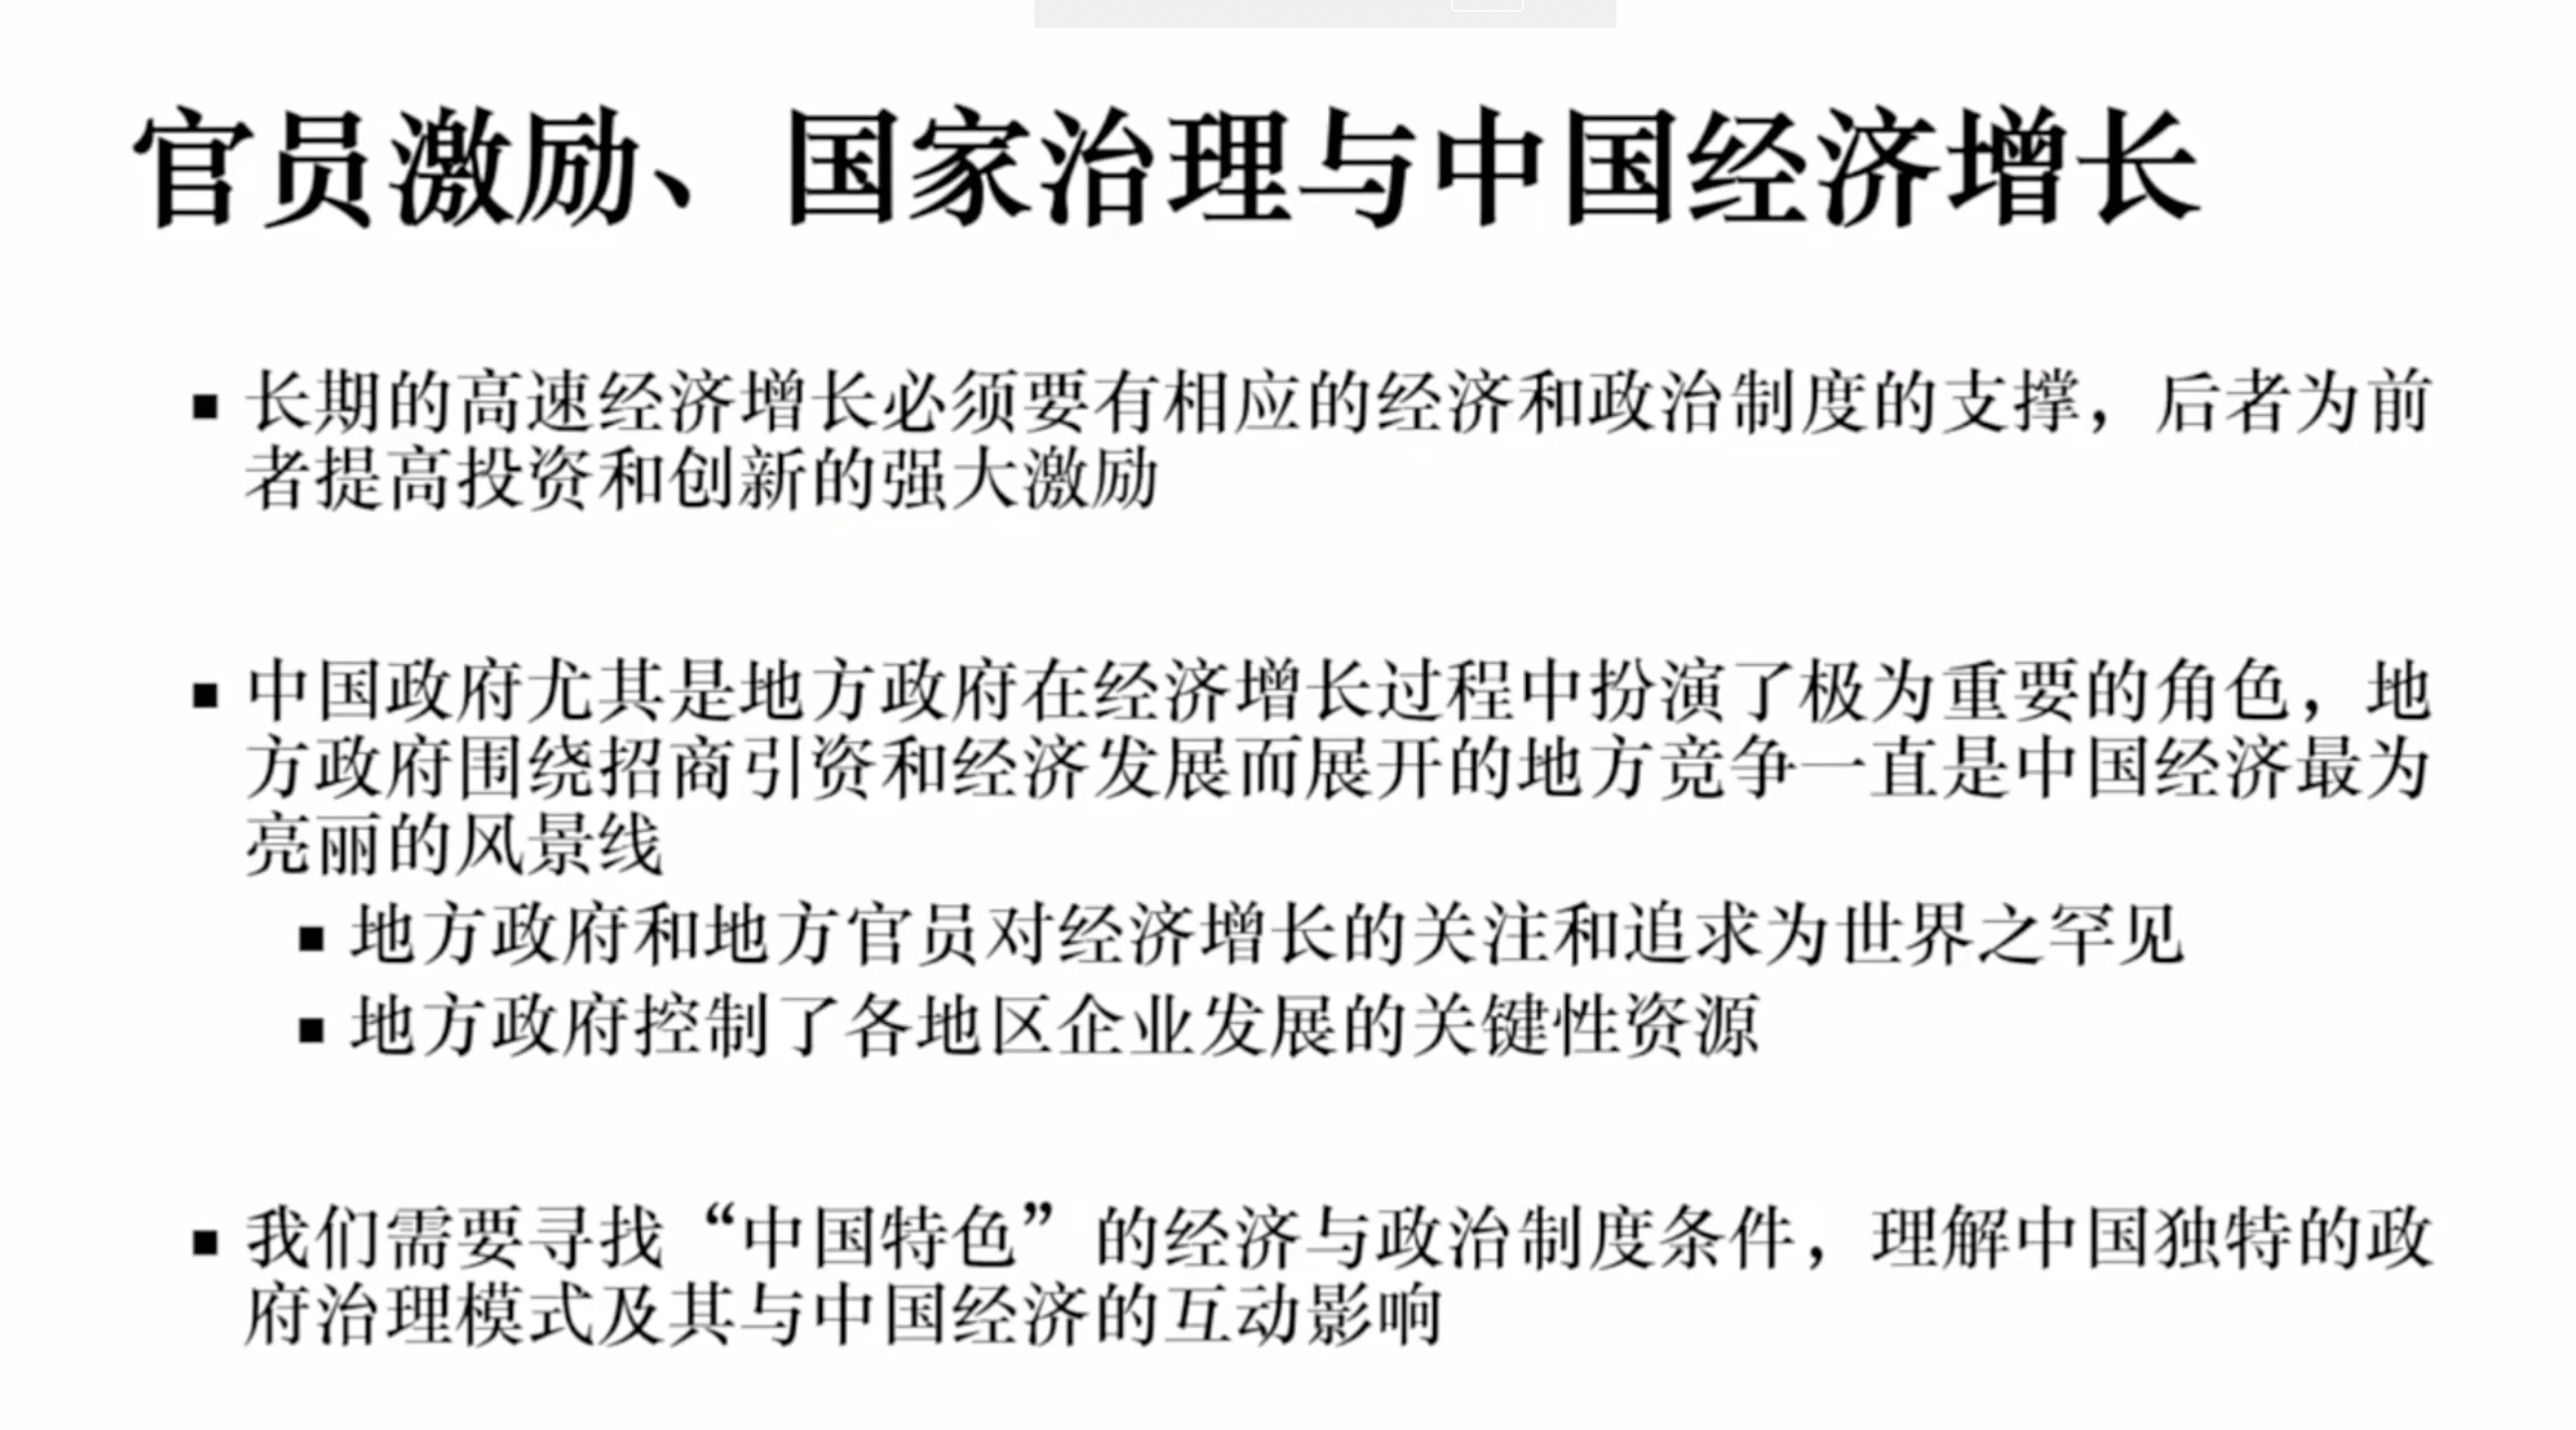 官员激励、国家治理与中国经济增长
■ 长期的高速经济增长必须要有相应的经济和政治制度的支撑，后者为前
者提高投资和创新的强大激励
■ 中国政府尤其是地方政府在经济增长过程中扮演了极为重要的角色，地
方政府围绕招商引资和经济发展而展开的地方竞争一直是中国经济最为
亮丽的风景线
■ 地方政府和地方官员对经济增长的关注和追求为世界之罕见
■ 地方政府控制了各地区企业发展的关键性资源
■ 我们需要寻找“中国特色”的经济与政治制度条件，理解中国独特的政
府治理模式及其与中国经济的互动影响